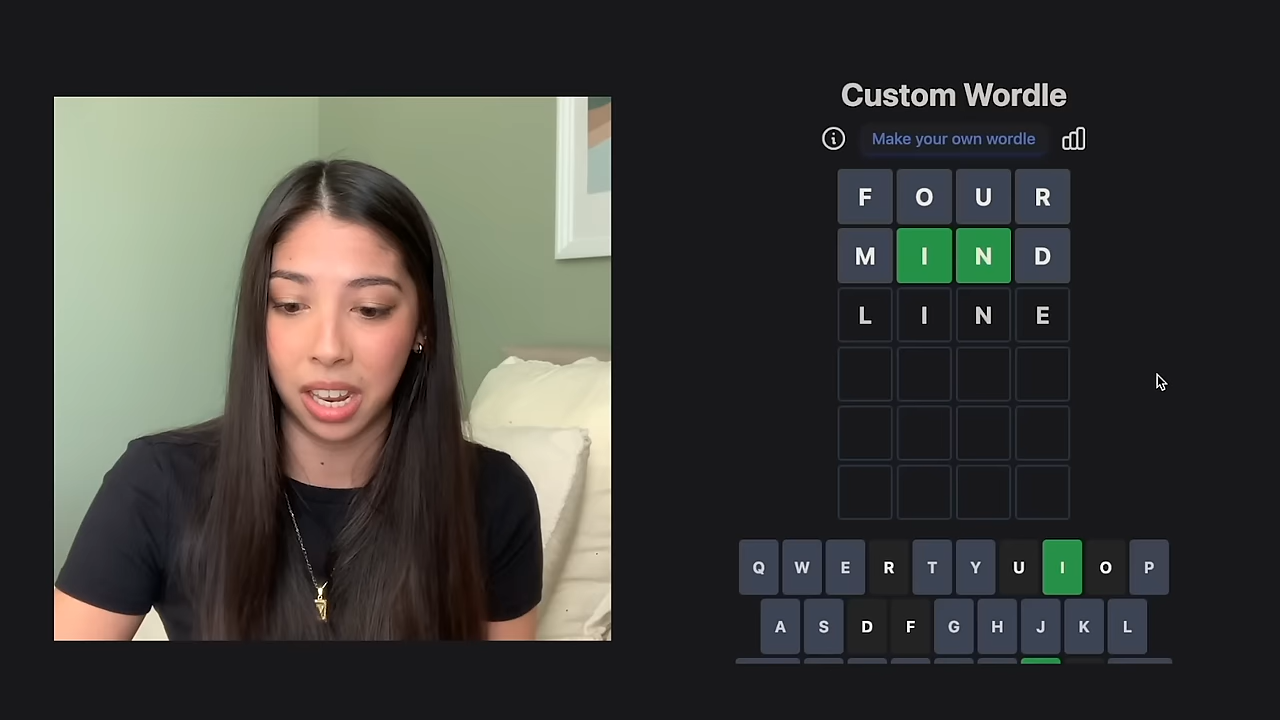 Custom Wordle
Make your own wordle
F O U R
M I N D
L I N E
Q W E R T Y U I O P
A S D F G H J K L